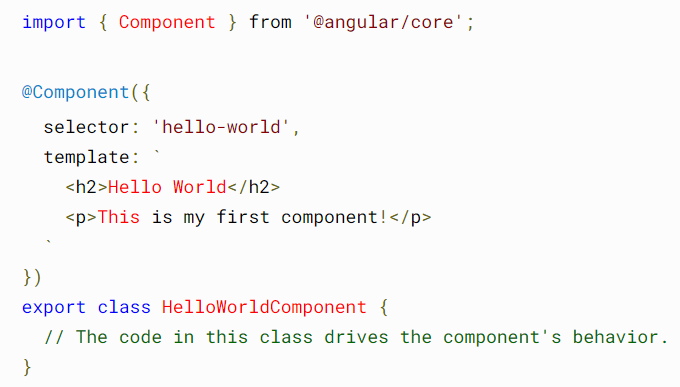 import { Component } from '@angular/core';
@Component({
selector: 'hello-world',
template: `
<h2>Hello World</h2>
<p>This is my first component!</p>
`
})
export class HelloWorldComponent {
// The code in this class drives the component's behavior.
}